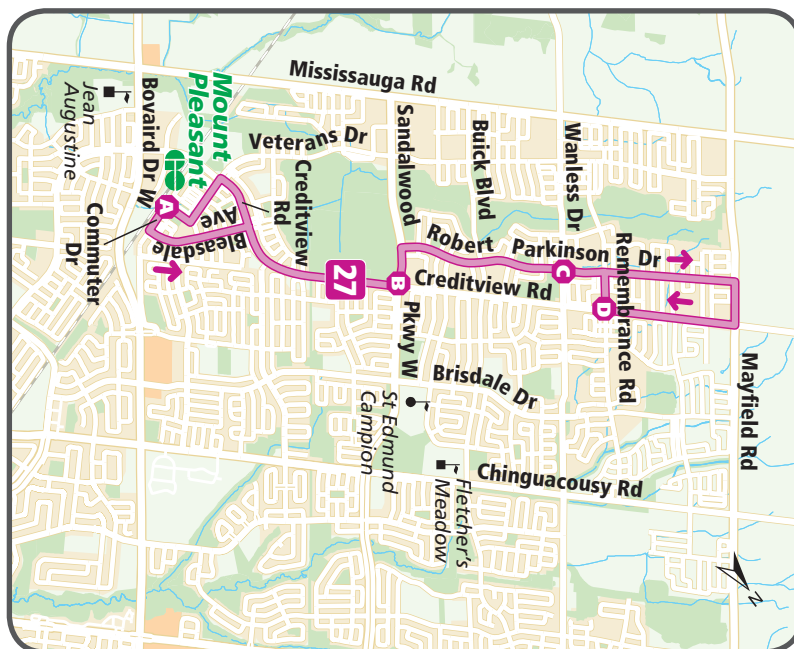 Mississauga Rd
Jean
Augustine
Bovaird Dr W
Mount
Pleasant
GO
Veterans Dr
Creditview
Rd
Sandalwood
Pkwy W
Buick Blvd
Wanless Dr
A
Bleasdale
Ave
Commuter
Dr
27
B
Robert Parkinson Dr
C
Creditview Rd
D
Remembrance Rd
Mayfield Rd
Brisdale Dr
St Edmund
Campion
Fletcher's
Meadow
Chinguacousy Rd
N